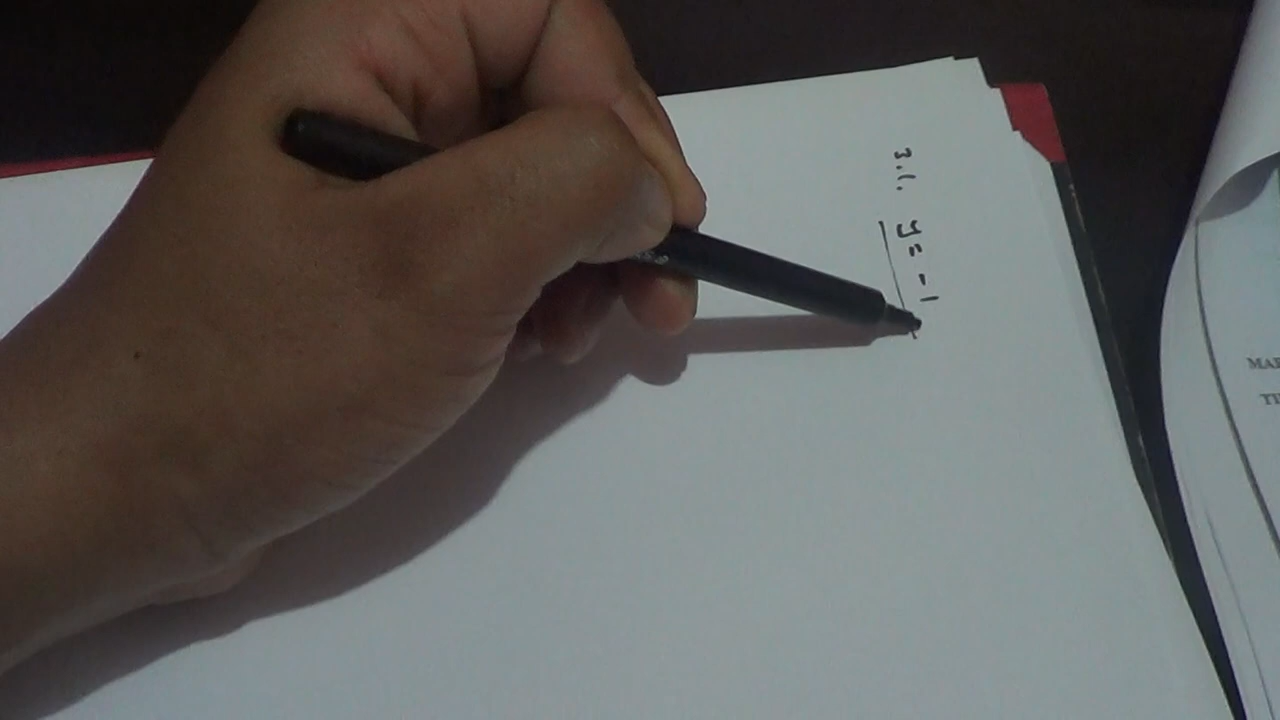 3.1. y = -1